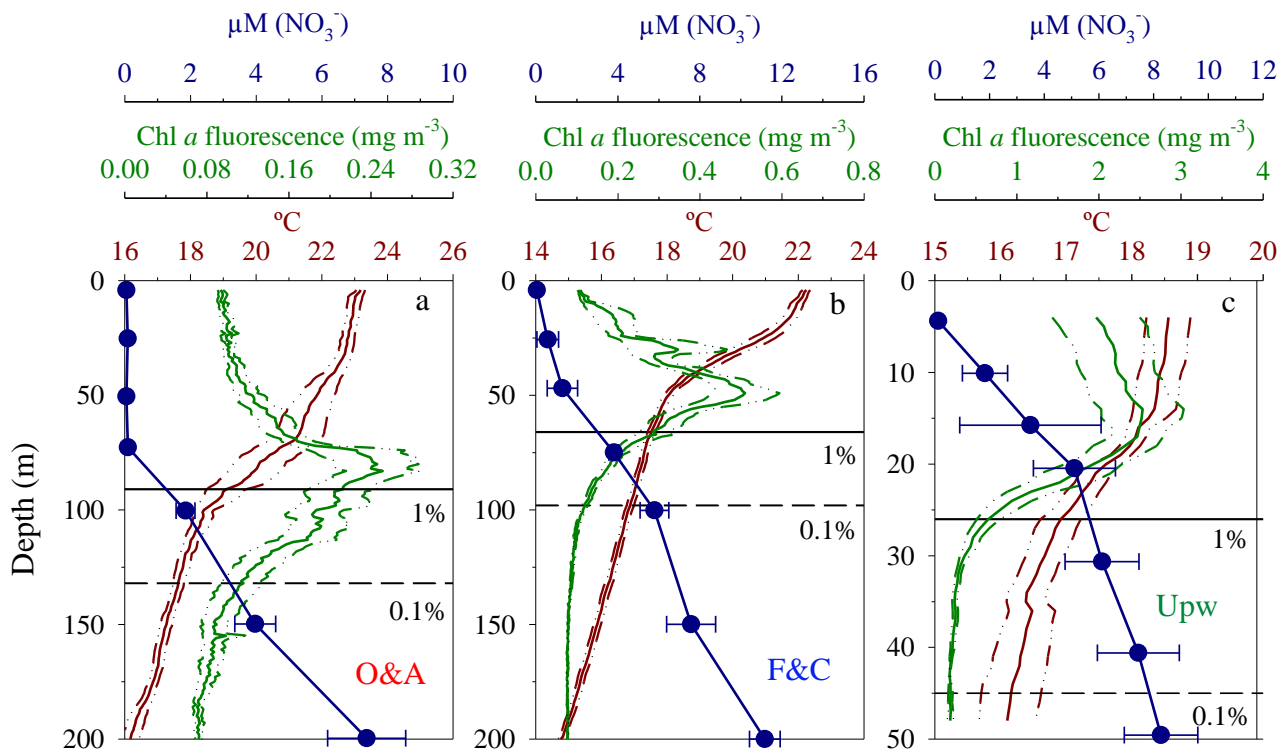 µM (NO₃⁻) µM (NO₃⁻) µM (NO₃⁻)
0 2 4 6 8 10 0 4 8 12 16 0 2 4 6 8 10 12
Chl a fluorescence (mg m⁻³) Chl a fluorescence (mg m⁻³) Chl a fluorescence (mg m⁻³)
0.00 0.08 0.16 0.24 0.32 0.0 0.2 0.4 0.6 0.8 0 1 2 3 4
ºC ºC ºC
16 18 20 22 24 26 14 16 18 20 22 24 15 16 17 18 19 20
0 a 0 b 0 c
10
50 50
1%
20
1%
100 100
0.1% 1%
30
0.1%
150 150
Upw
40
O&A F&C
0.1%
200 200 50
Depth (m)